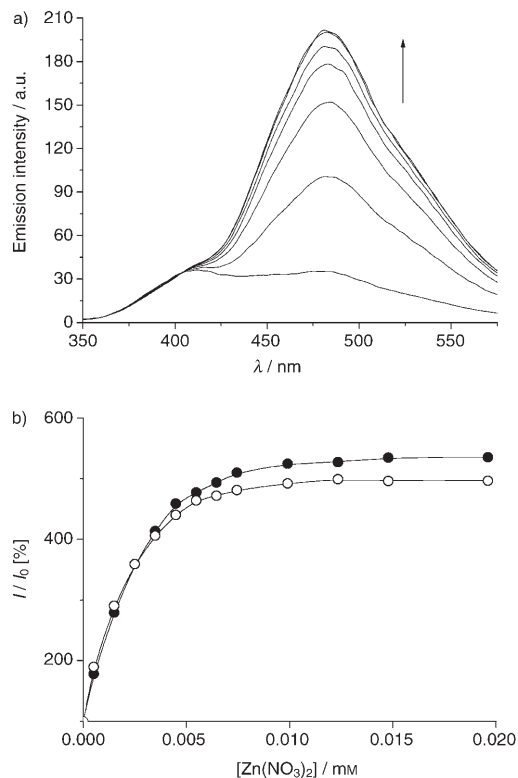 a)
210
180
150
120
90
60
30
0
Emission intensity / a.u.
350 400 450 500 550
λ / nm
b)
600
400
200
I / I0 [%]
0.000 0.005 0.010 0.015 0.020
[Zn(NO3)2] / mM